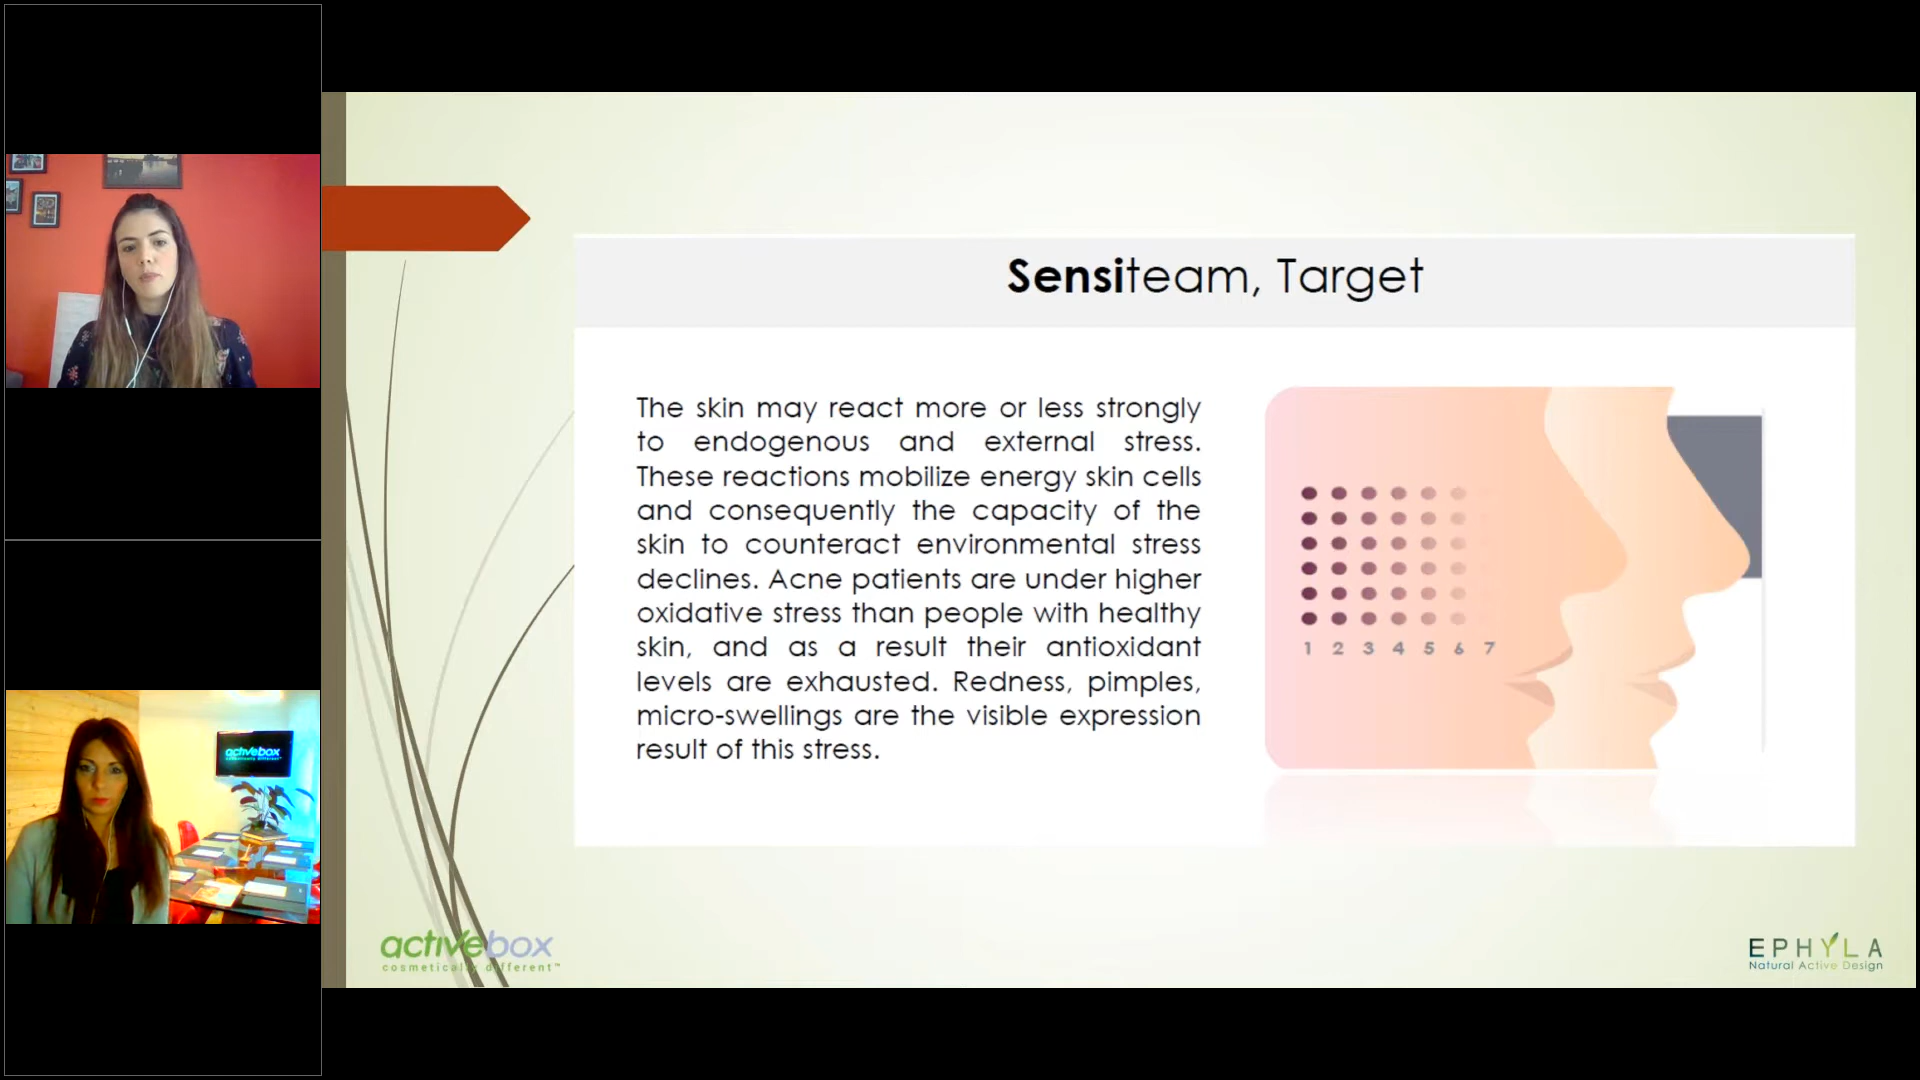 Sensiteam, Target
The skin may react more or less strongly
to endogenous and external stress.
These reactions mobilize energy skin cells
and consequently the capacity of the
skin to counteract environmental stress
declines. Acne patients are under higher
oxidative stress than people with healthy
skin, and as a result their antioxidant
levels are exhausted. Redness, pimples,
micro-swellings are the visible expression
result of this stress.
1 2 3 4 5 6 7
activebox
cosmetically different™
EPHYLA
Natural Active Design
activebox
cosmetically different